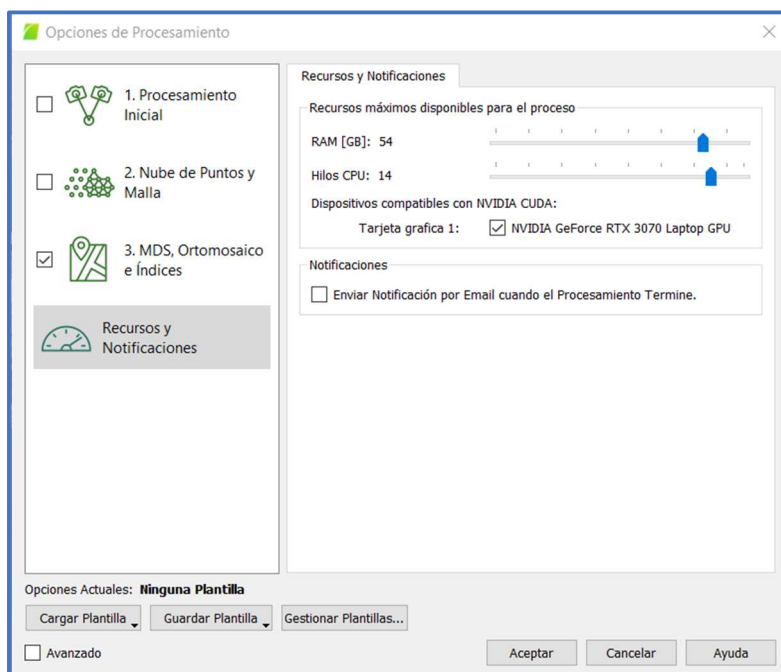 Opciones de Procesamiento
1. Procesamiento
Inicial
2. Nube de Puntos y
Malla
3. MDS, Ortomosaico
e Índices
Recursos y
Notificaciones
Recursos y Notificaciones
Recursos máximos disponibles para el proceso
RAM [GB]: 54
Hilos CPU: 14
Dispositivos compatibles con NVIDIA CUDA:
Tarjeta grafica 1: NVIDIA GeForce RTX 3070 Laptop GPU
Notificaciones
Enviar Notificación por Email cuando el Procesamiento Termine.
Opciones Actuales: Ninguna Plantilla
Cargar Plantilla Guardar Plantilla Gestionar Plantillas...
Avanzado Aceptar Cancelar Ayuda